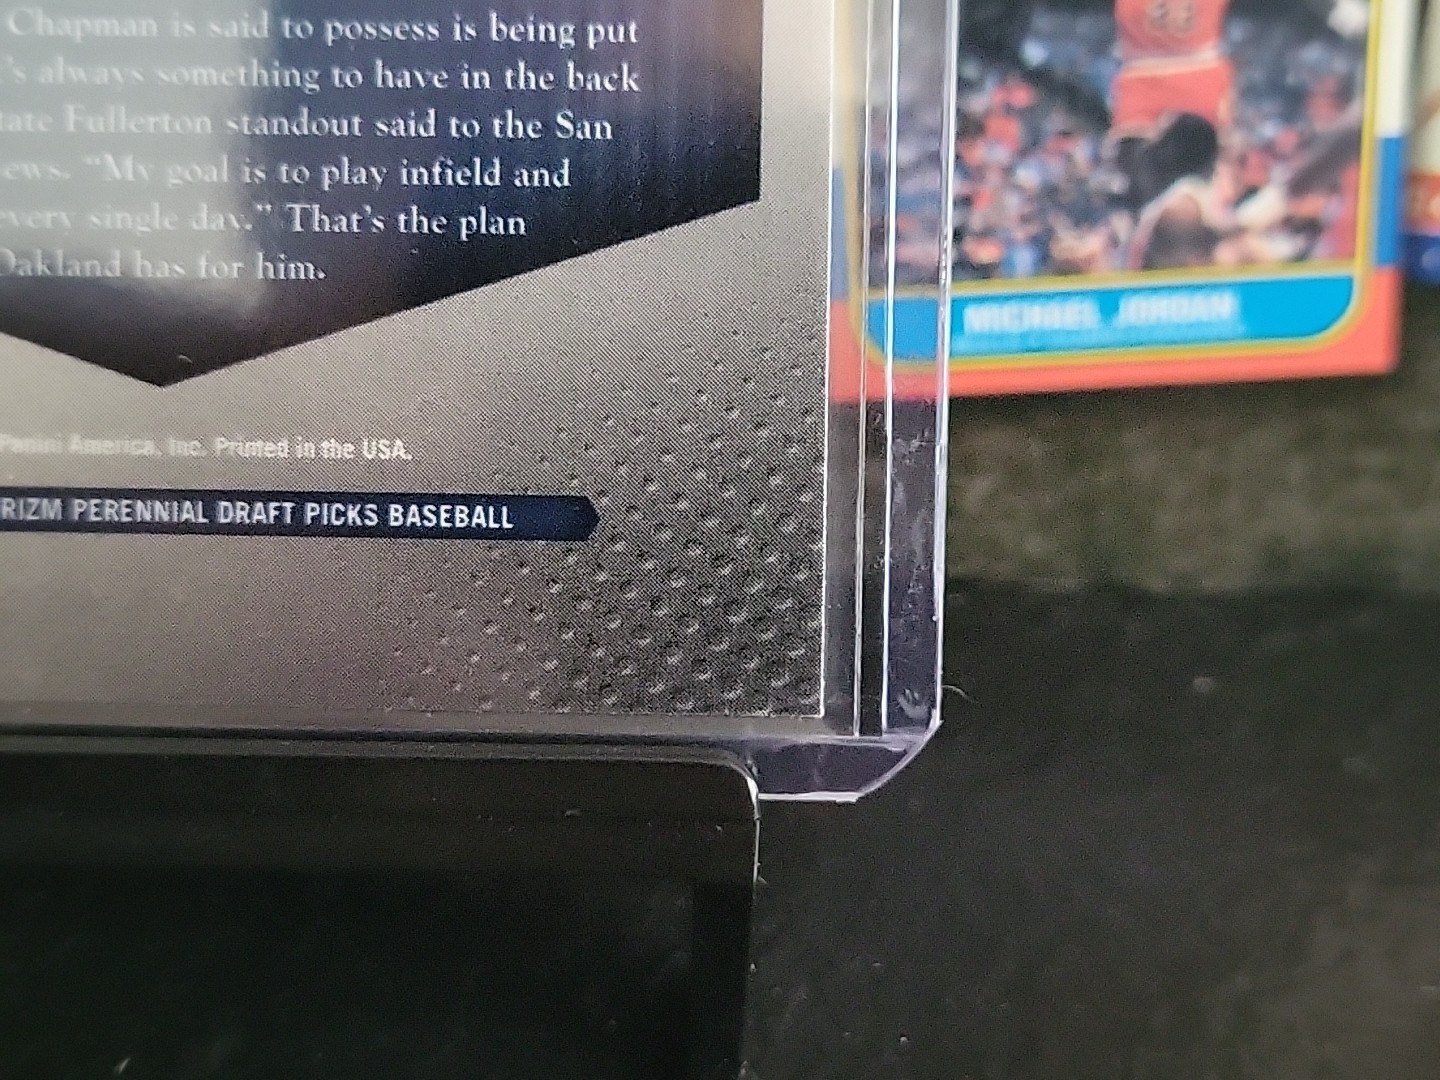 Chapman is said to possess is being put
's always something to have in the back
tate Fullerton standout said to the San
ews. "My goal is to play infield and
every single day." That's the plan
Oakland has for him.
Panini America, Inc. Printed in the USA.
RIZM PERENNIAL DRAFT PICKS BASEBALL
MICHAEL JORDAN